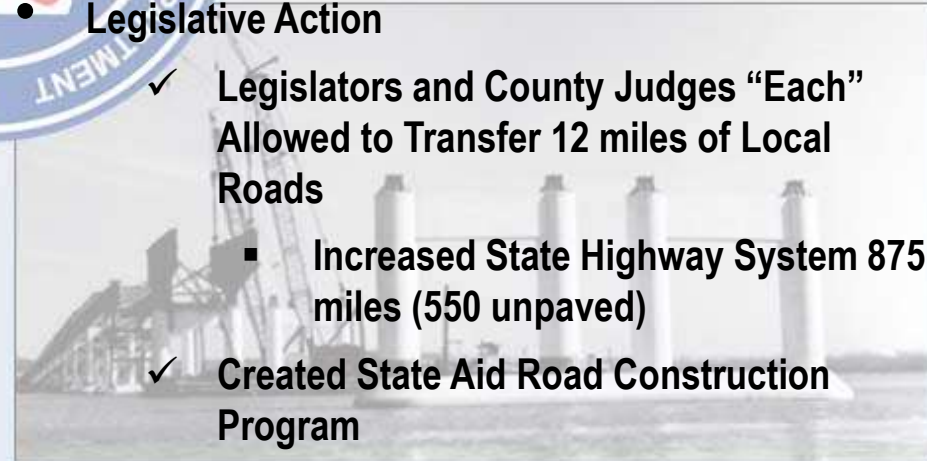 TMENT
• Legislative Action
✓ Legislators and County Judges “Each”
Allowed to Transfer 12 miles of Local
Roads
▪ Increased State Highway System 875
miles (550 unpaved)
✓ Created State Aid Road Construction
Program